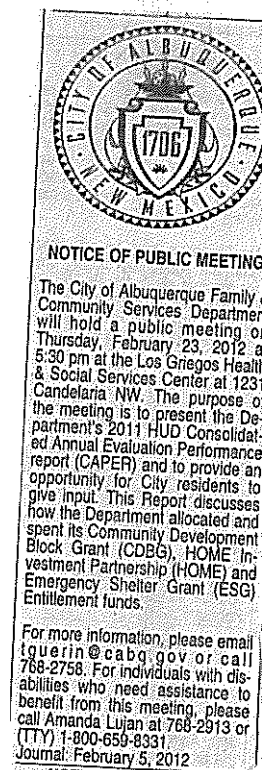 CITY OF ALBUQUERQUE
1706
NEW MEXICO
NOTICE OF PUBLIC MEETING
The City of Albuquerque Family &
Community Services Departmen
will hold a public meeting on
Thursday, February 23, 2012 a
5:30 pm at the Los Griegos Health
& Social Services Center at 1231
Candelaria NW. The purpose of
the meeting is to present the De-
partment's 2011 HUD Consolidat-
ed Annual Evaluation Performance
report (CAPER) and to provide an
opportunity for City residents to
give input. This Report discusses
how the Department allocated and
spent its Community Development
Block Grant (CDBG), HOME In-
vestment Partnership (HOME) and
Emergency Shelter Grant (ESG)
Entitlement funds.
For more information, please email
tguerin@cabq.gov or call
768-2758. For individuals with dis-
abilities who need assistance to
benefit from this meeting, please
call Amanda Lujan at 768-2913 or
(TTY) 1-800-659-8331.
Journal: February 5, 2012